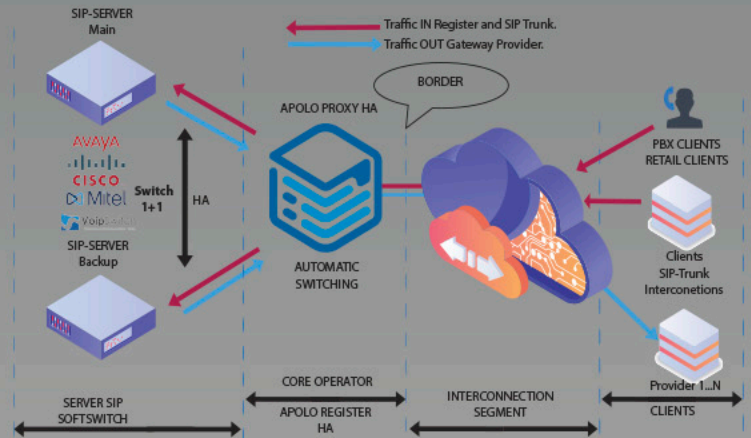 SIP-SERVER
Main
Traffic IN Register and SIP Trunk.
Traffic OUT Gateway Provider.
BORDER
APOLO PROXY HA
AVAYA
CISCO
Mitel
Switch
1+1
HA
PBX CLIENTS
RETAIL CLIENTS
SIP-SERVER
Backup
AUTOMATIC
SWITCHING
Clients
SIP-Trunk
Interconetions
Provider 1...N
SERVER SIP
SOFTSWITCH
CORE OPERATOR
APOLO REGISTER
HA
INTERCONNECTION
SEGMENT
CLIENTS